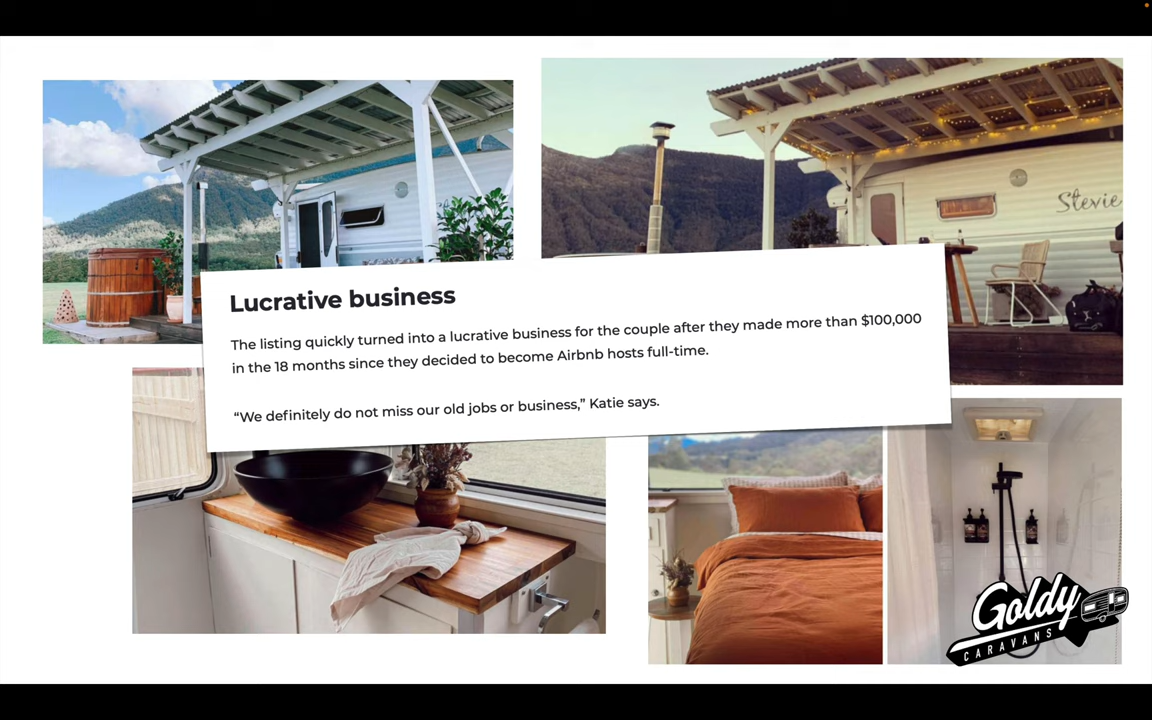 Stevie
Lucrative business
The listing quickly turned into a lucrative business for the couple after they made more than $100,000
in the 18 months since they decided to become Airbnb hosts full-time.
“We definitely do not miss our old jobs or business,” Katie says.
Goldy
CARAVANS